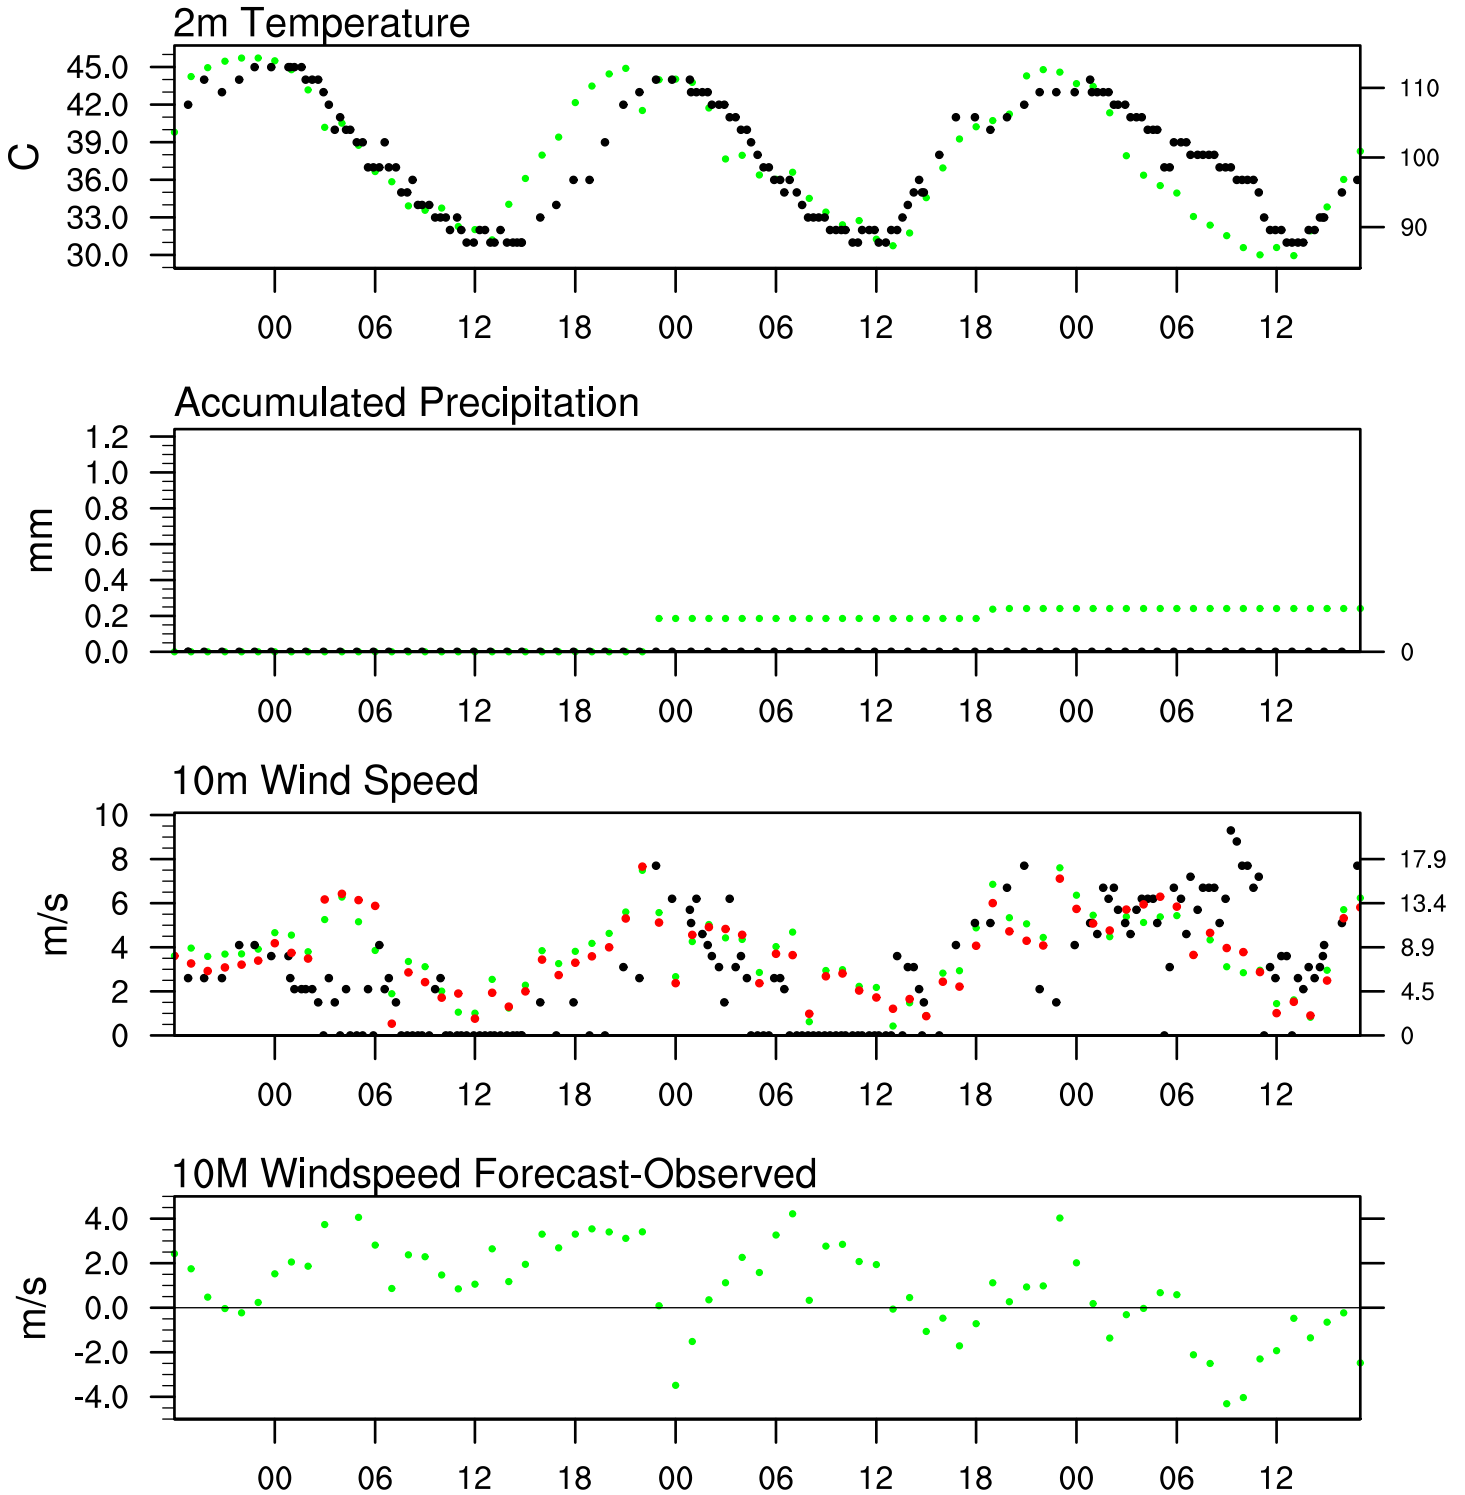 2m Temperature
45.0
42.0
39.0
36.0
33.0
30.0
C
110
100
90
00 06 12 18 00 06 12 18 00 06 12
Accumulated Precipitation
1.2
1.0
0.8
0.6
0.4
0.2
0.0
mm
0
00 06 12 18 00 06 12 18 00 06 12
10m Wind Speed
10
8
6
4
2
0
m/s
17.9
13.4
8.9
4.5
0
00 06 12 18 00 06 12 18 00 06 12
10M Windspeed Forecast-Observed
4.0
2.0
0.0
-2.0
-4.0
m/s
00 06 12 18 00 06 12 18 00 06 12